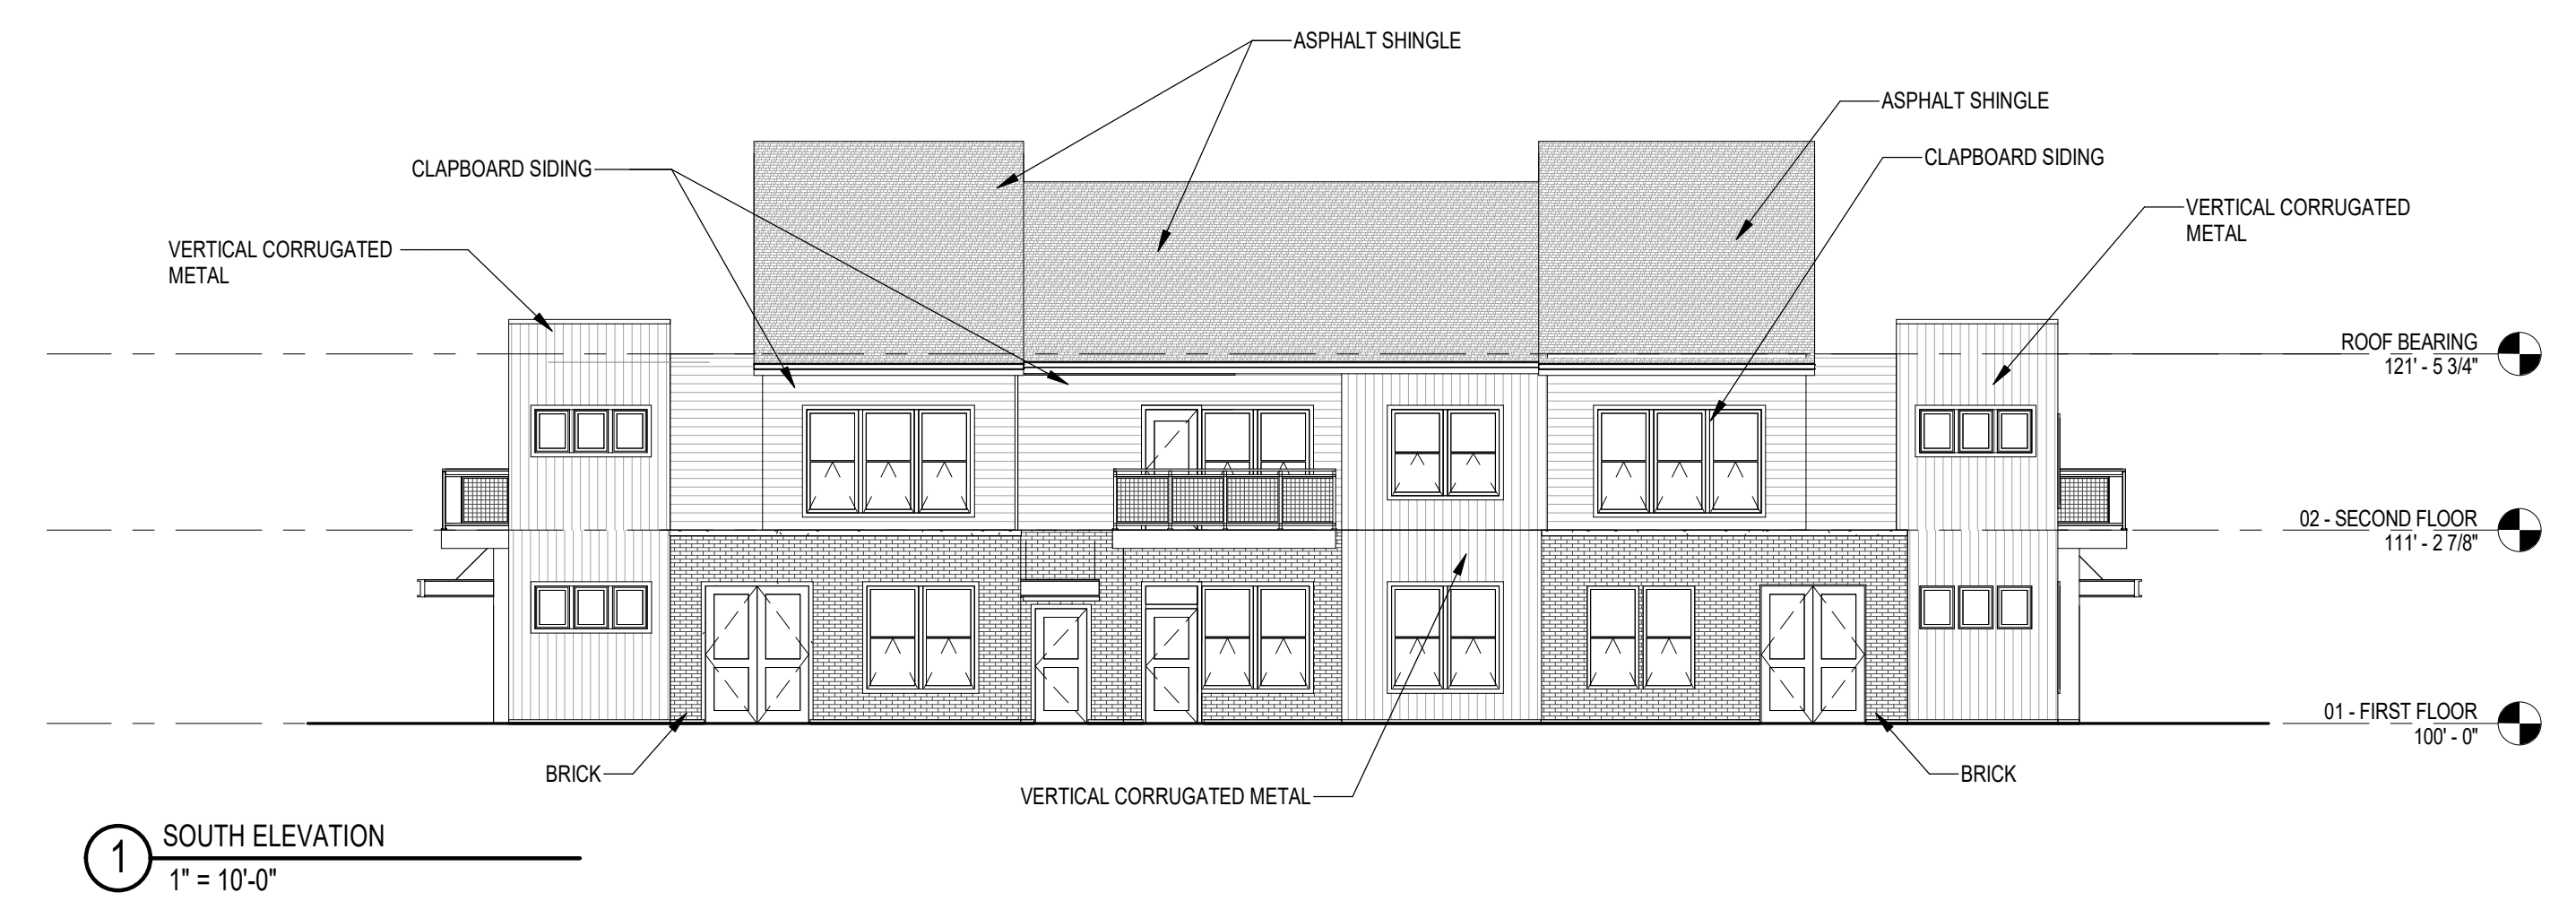 ASPHALT SHINGLE
ASPHALT SHINGLE
CLAPBOARD SIDING
CLAPBOARD SIDING
VERTICAL CORRUGATED
METAL
VERTICAL CORRUGATED
METAL
ROOF BEARING
121' - 5 3/4"
02 - SECOND FLOOR
111' - 2 7/8"
01 - FIRST FLOOR
100' - 0"
BRICK
BRICK
VERTICAL CORRUGATED METAL
1
SOUTH ELEVATION
1" = 10'-0"